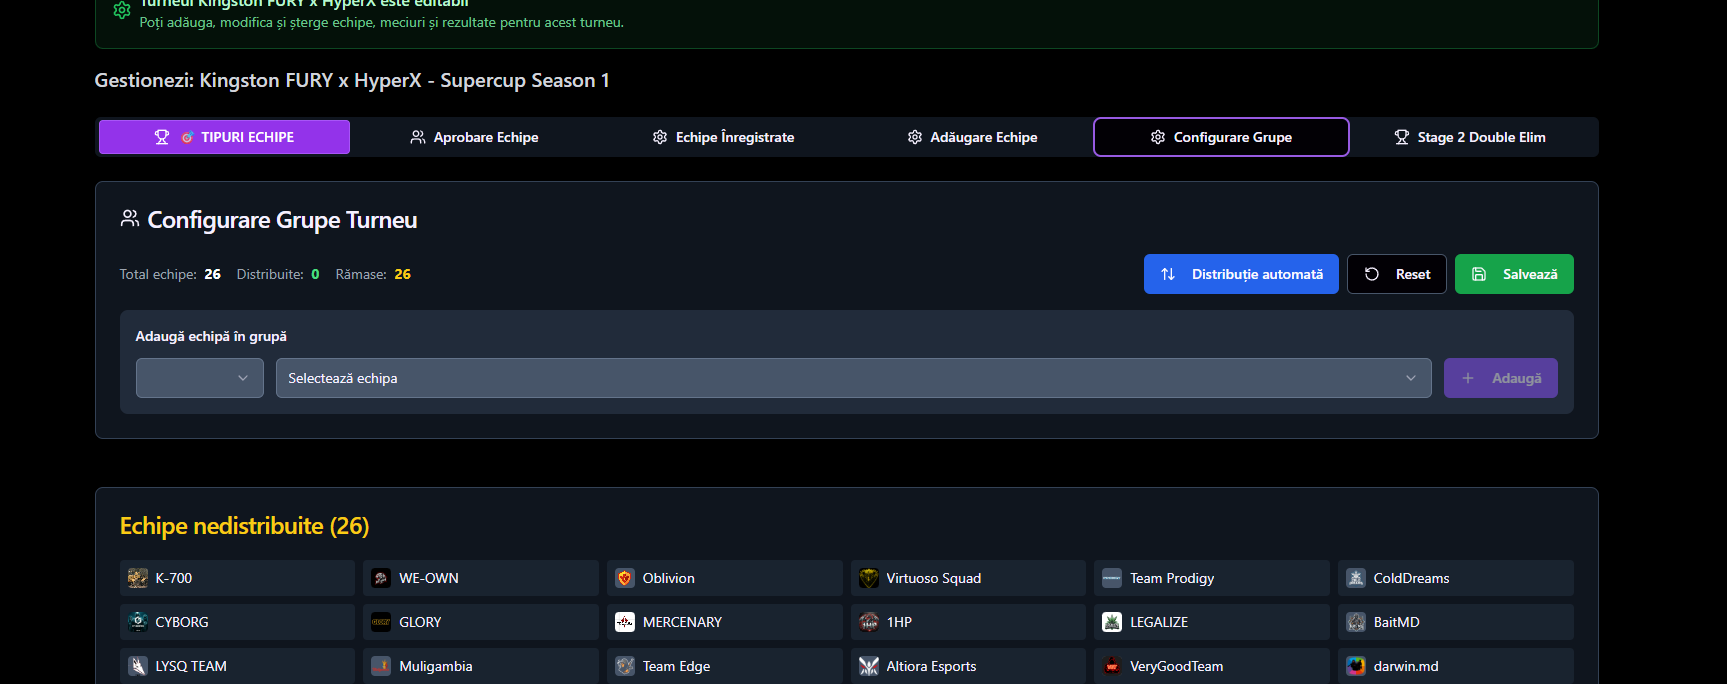 Turneul Kingston FURY x HyperX este editabil
Poți adăuga, modifica și șterge echipe, meciuri și rezultate pentru acest turneu.
Gestionezi: Kingston FURY x HyperX - Supercup Season 1
TIPURI ECHIPE Aprobare Echipe Echipe Înregistrate Adăugare Echipe Configurare Grupe Stage 2 Double Elim
Configurare Grupe Turneu
Total echipe: 26 Distribuite: 0 Rămase: 26 Distribuție automată Reset Salvează
Adaugă echipă în grupă
Selectează echipa Adaugă
Echipe nedistribuite (26)
K-700 WE-OWN Oblivion Virtuoso Squad Team Prodigy ColdDreams
CYBORG GLORY MERCENARY 1HP LEGALIZE BaitMD
LYSQ TEAM Muligambia Team Edge Altiora Esports VeryGoodTeam darwin.md